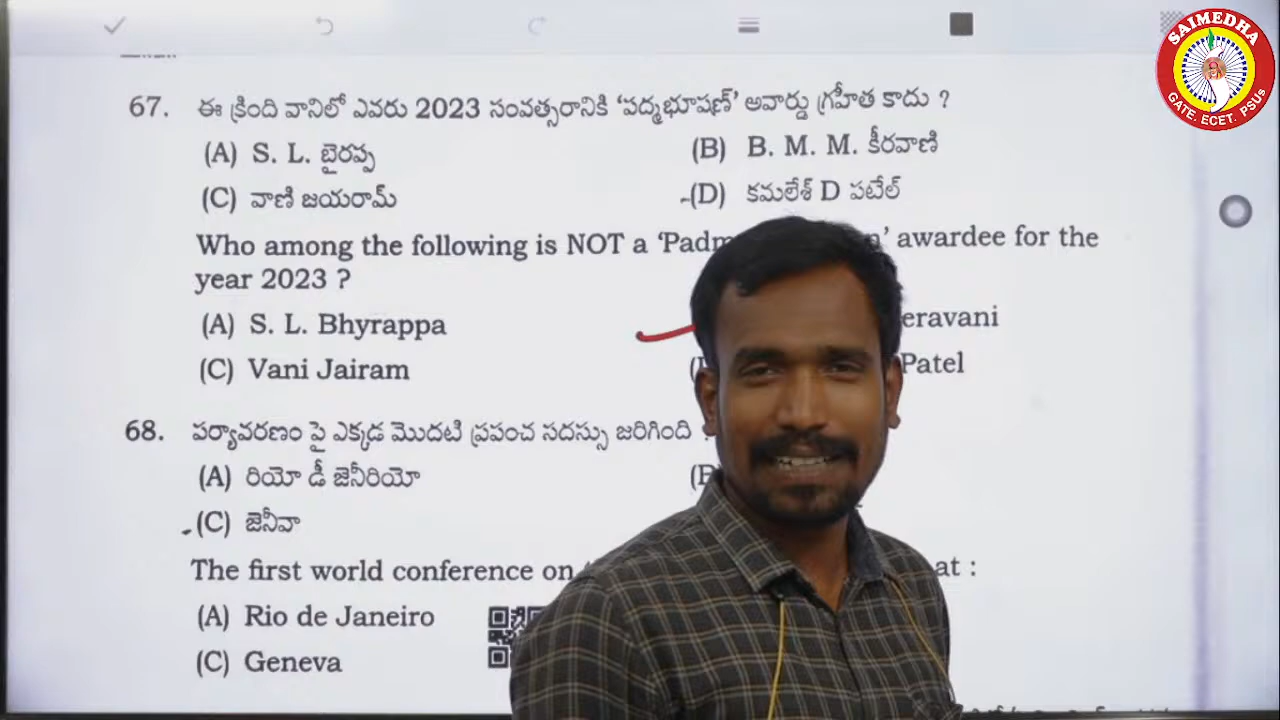 SAIMEDHA
GATE. ECET. PSUs
67. ఈ క్రింది వానిలో ఎవరు 2023 సంవత్సరానికి ‘పద్మభూషణ్’ అవార్డు గ్రహీత కాదు ?
(A) S. L. బైరప్ప (B) B. M. M. కీరవాణి
(C) వాణి జయరామ్ (D) కమలేశ్ D పటేల్
Who among the following is NOT a ‘Padm n’ awardee for the
year 2023 ?
(A) S. L. Bhyrappa eravani
(C) Vani Jairam Patel
68. పర్యావరణం పై ఎక్కడ మొదటి ప్రపంచ సదస్సు జరిగింది
(A) రియో డీ జెనీరియో (B
(C) జెనీవా
The first world conference on at :
(A) Rio de Janeiro
(C) Geneva